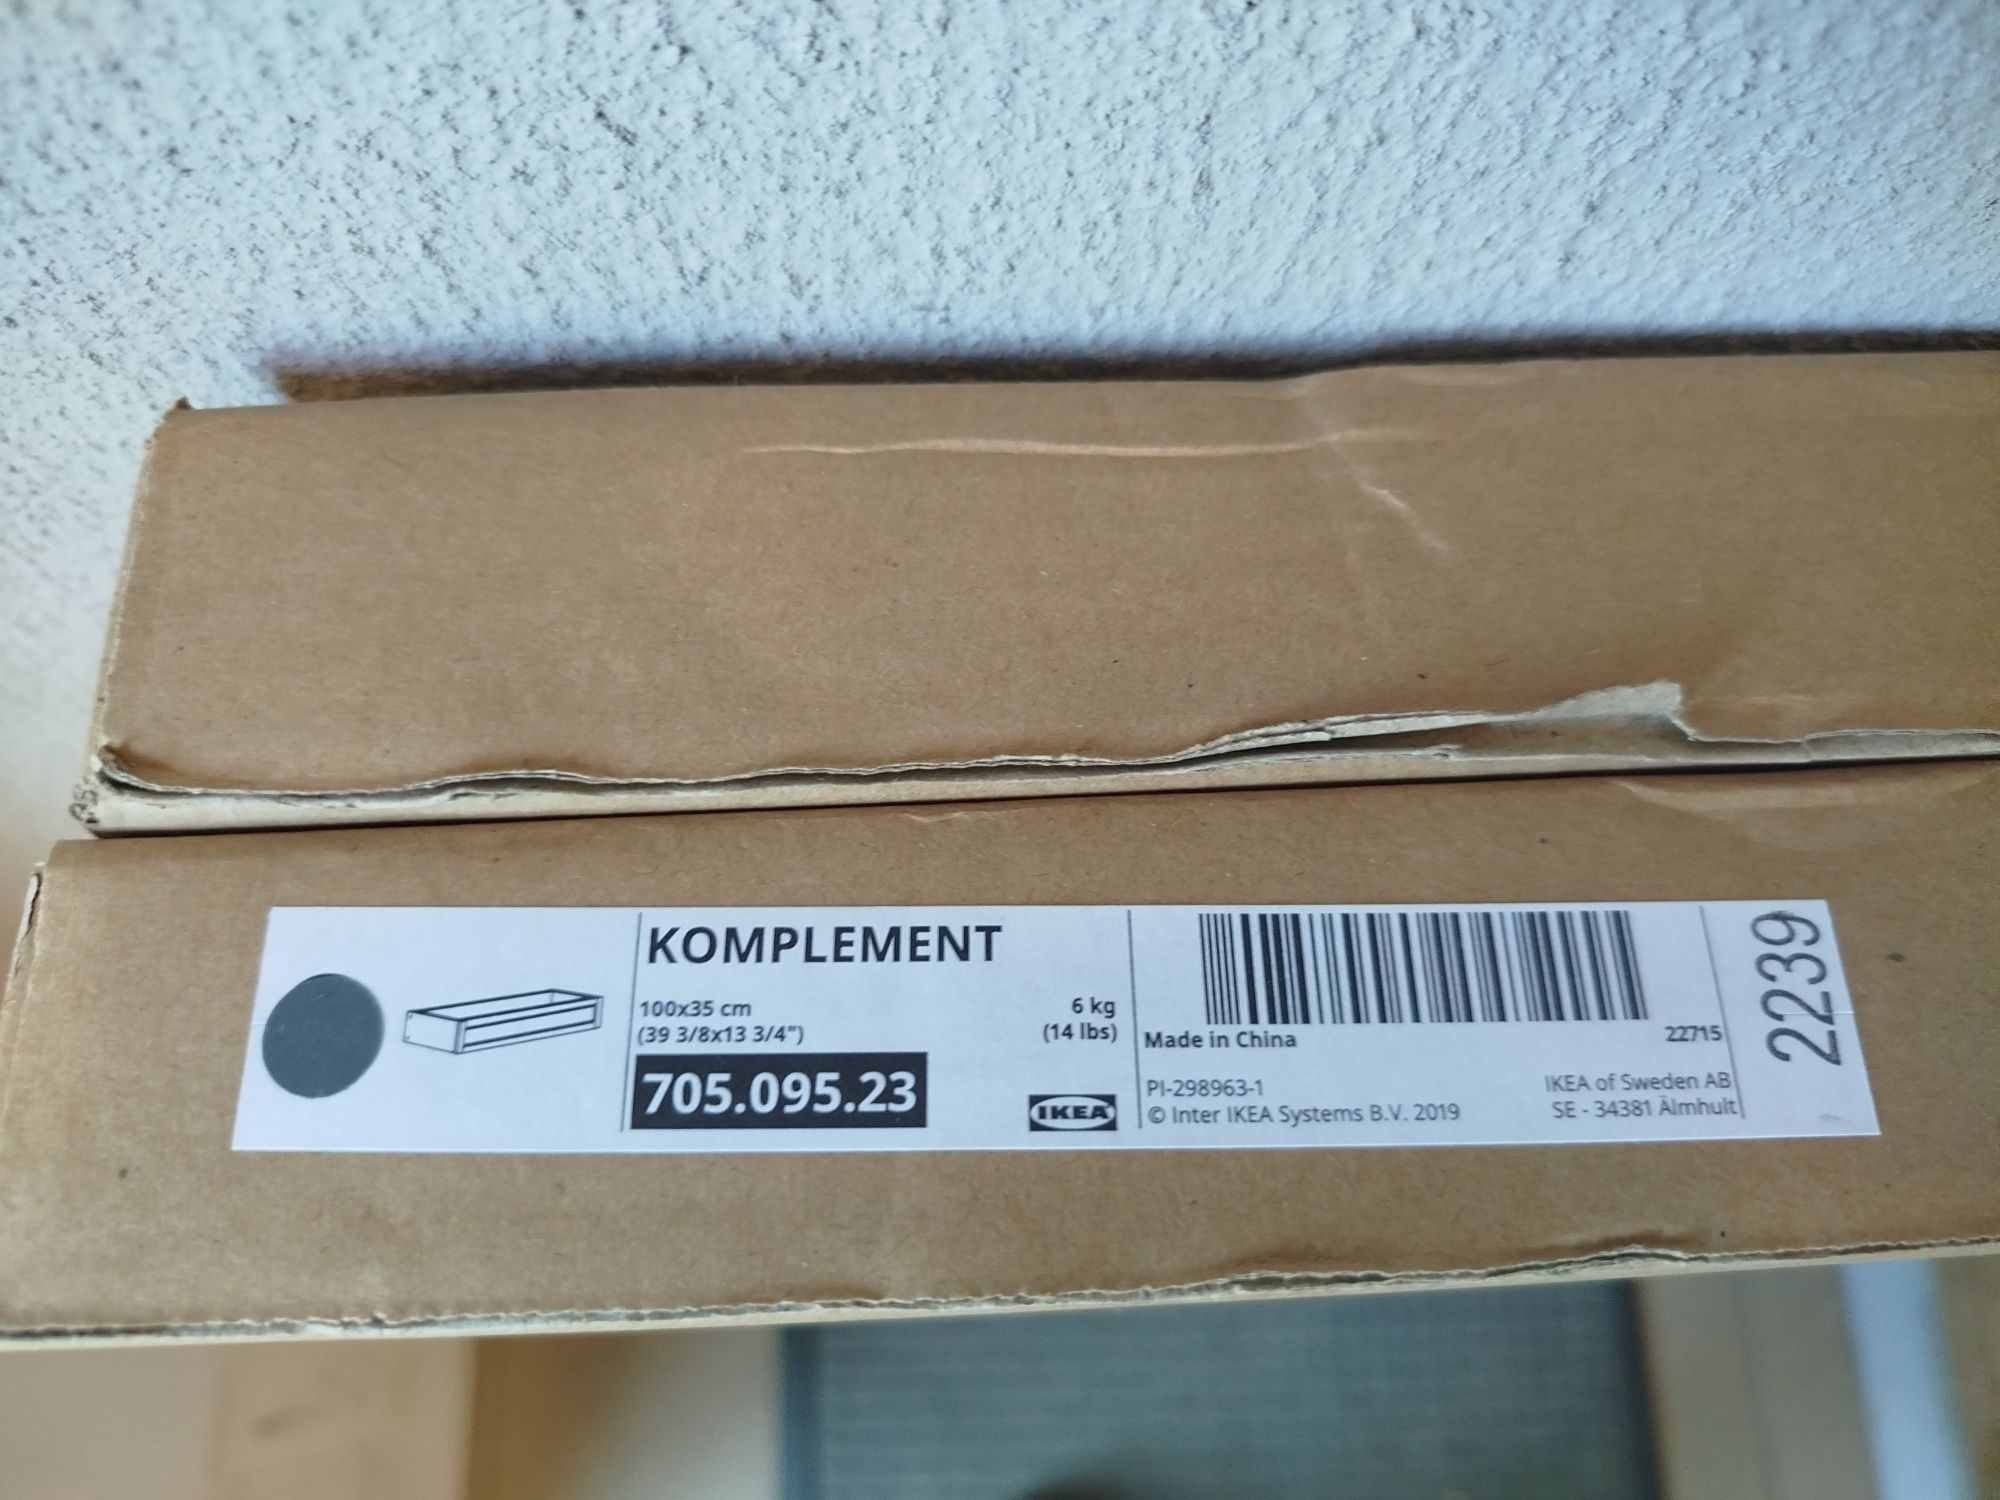 KOMPLEMENT
100x35 cm
(39 3/8x13 3/4")
6 kg
(14 lbs)
705.095.23
IKEA
Made in China
22715
PI-298963-1
© Inter IKEA Systems B.V. 2019
IKEA of Sweden AB
SE - 34381 Älmhult
2239